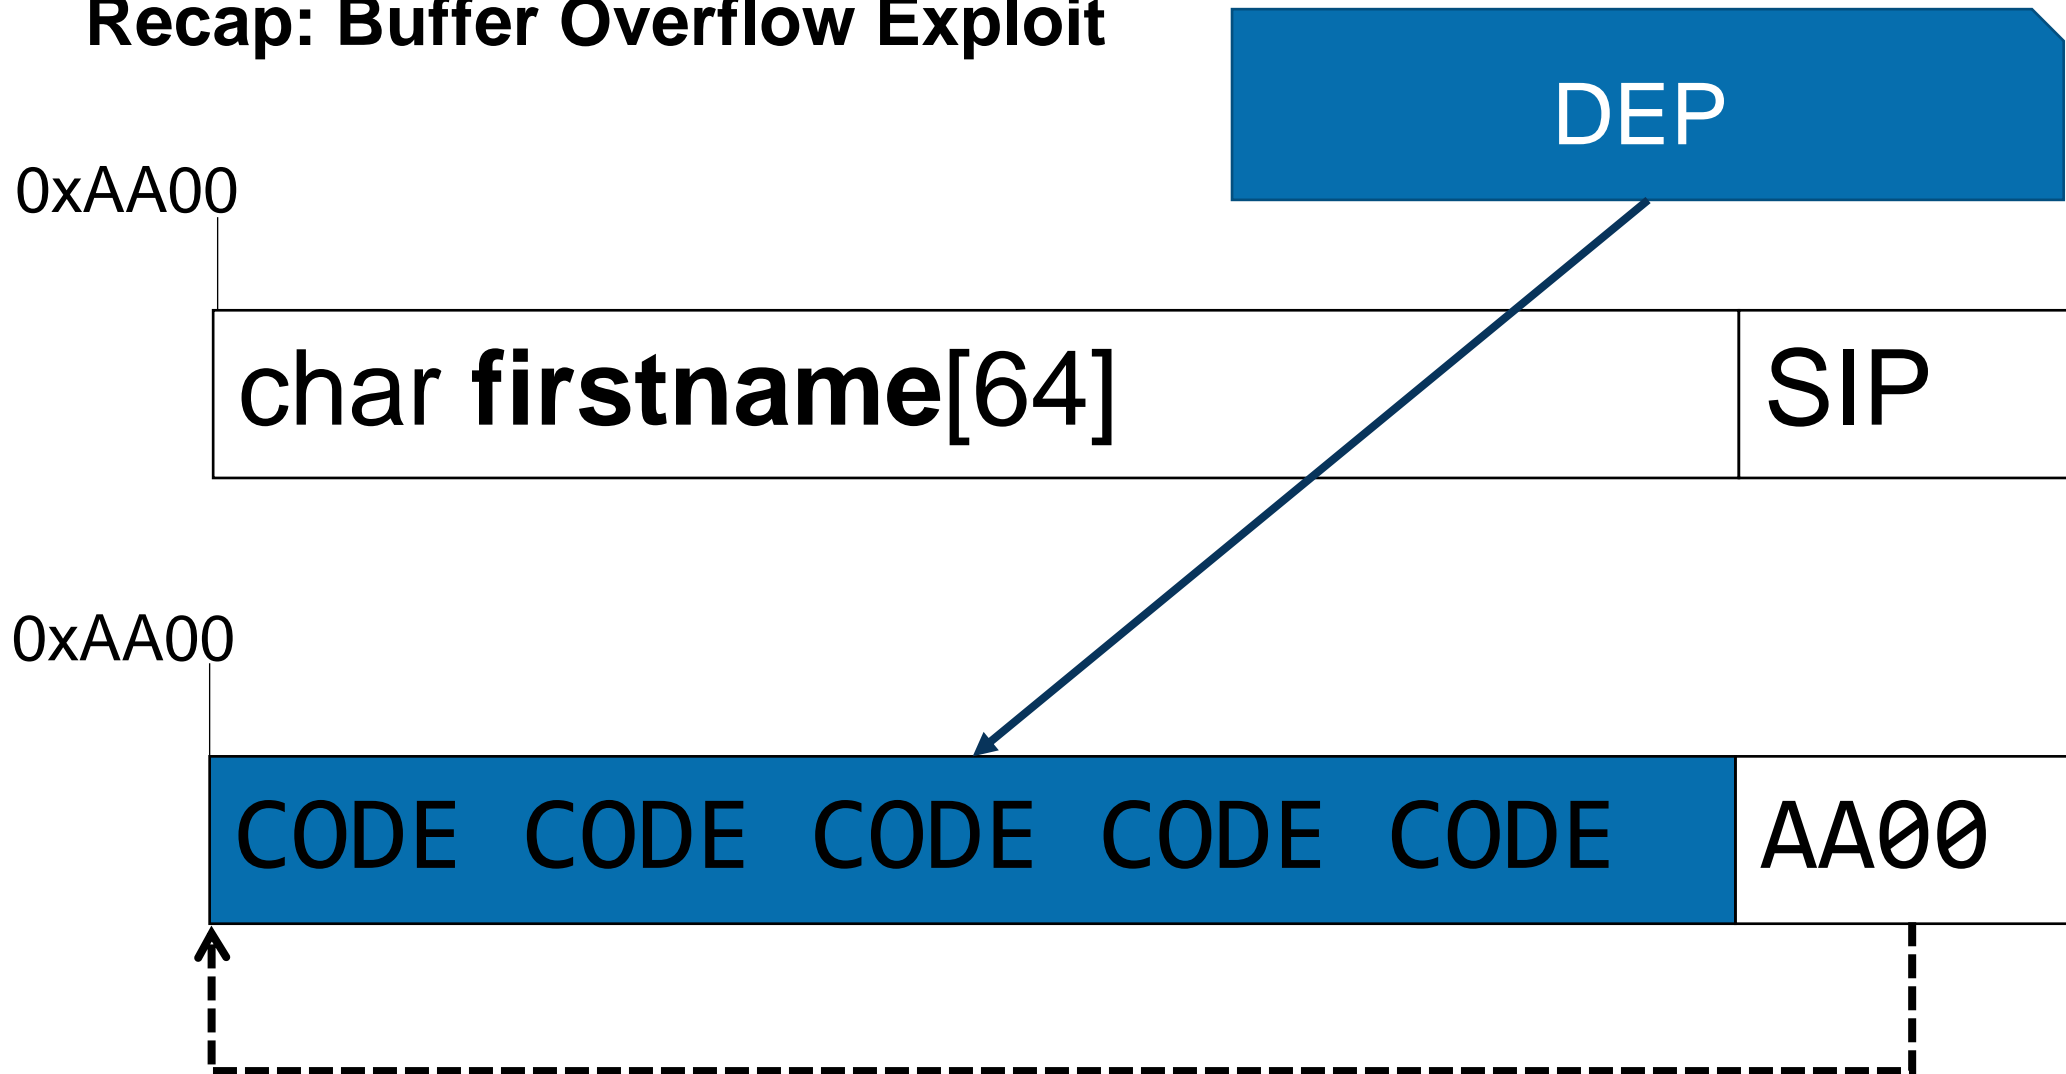 Recap: Buffer Overflow Exploit
DEP
0xAA00
char firstname[64]
SIP
0xAA00
CODE CODE CODE CODE CODE
AA00